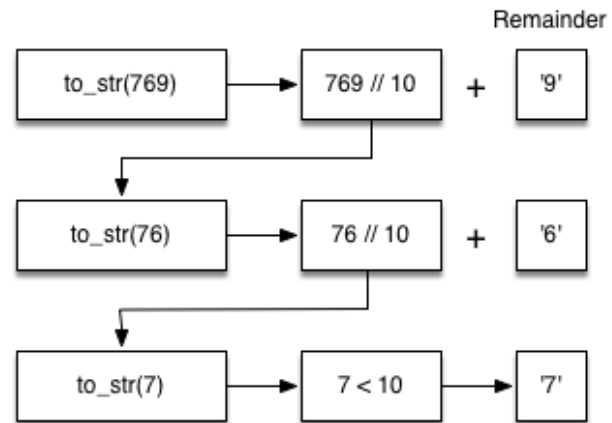 Remainder
to_str(769) 769 // 10 + '9'
to_str(76) 76 // 10 + '6'
to_str(7) 7 < 10 '7'